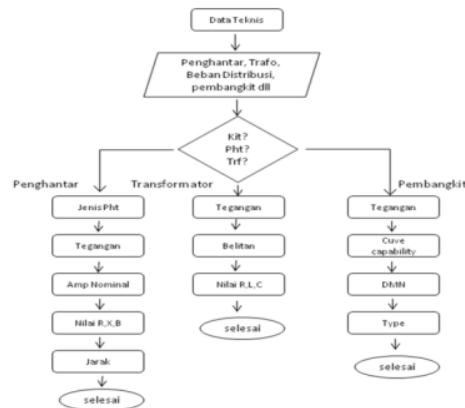 Data Teknis
Penghantar, Trafo,
Beban Distribusi,
pembangkit dll
Kit?
Pht?
Trf?
Penghantar
Transformator
Pembangkit
Jenis Pht
Tegangan
Amp Nominal
Nilai R,X,B
Jarak
selesai
Tegangan
Belitan
Nilai R,L,C
selesai
Tegangan
Cuve
capability
DMN
Type
selesai